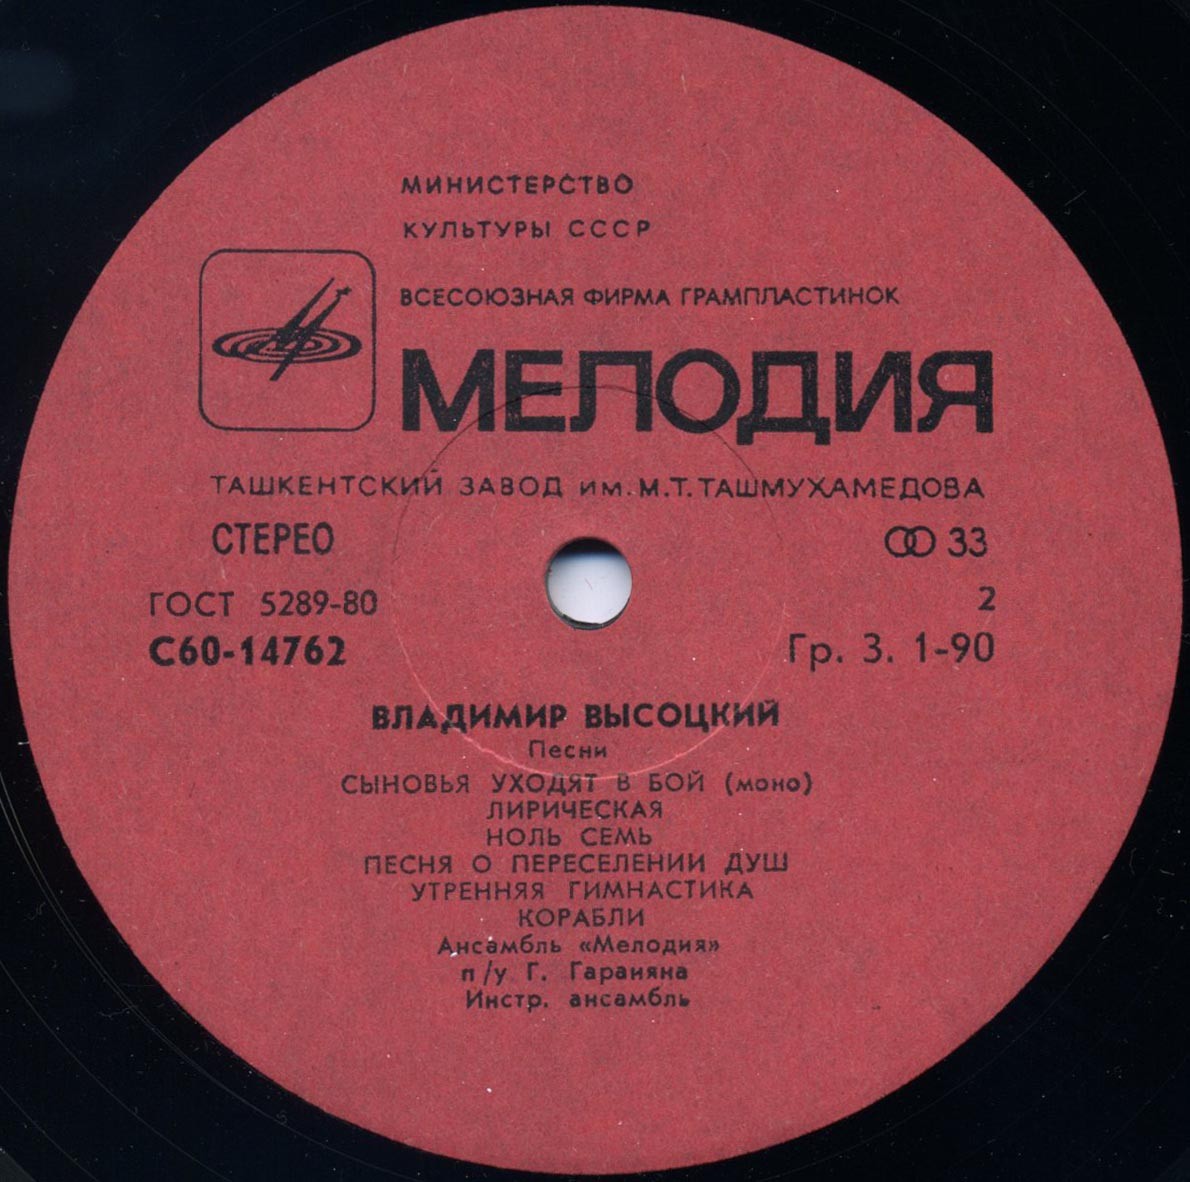 МИНИСТЕРСТВО
КУЛЬТУРЫ СССР
ВСЕСОЮЗНАЯ ФИРМА ГРАМПЛАСТИНОК
МЕЛОДИЯ
ТАШКЕНТСКИЙ ЗАВОД им. М.Т. ТАШМУХАМЕДОВА
СТЕРЕО
33
ГОСТ 5289-80
2
С60-14762
Гр. 3. 1-90
ВЛАДИМИР ВЫСОЦКИЙ
Песни
СЫНОВЬЯ УХОДЯТ В БОЙ (моно)
ЛИРИЧЕСКАЯ
НОЛЬ СЕМЬ
ПЕСНЯ О ПЕРЕСЕЛЕНИИ ДУШ
УТРЕННЯЯ ГИМНАСТИКА
КОРАБЛИ
Ансамбль «Мелодия»
п/у Г. Гараняна
Инстр. ансамбль